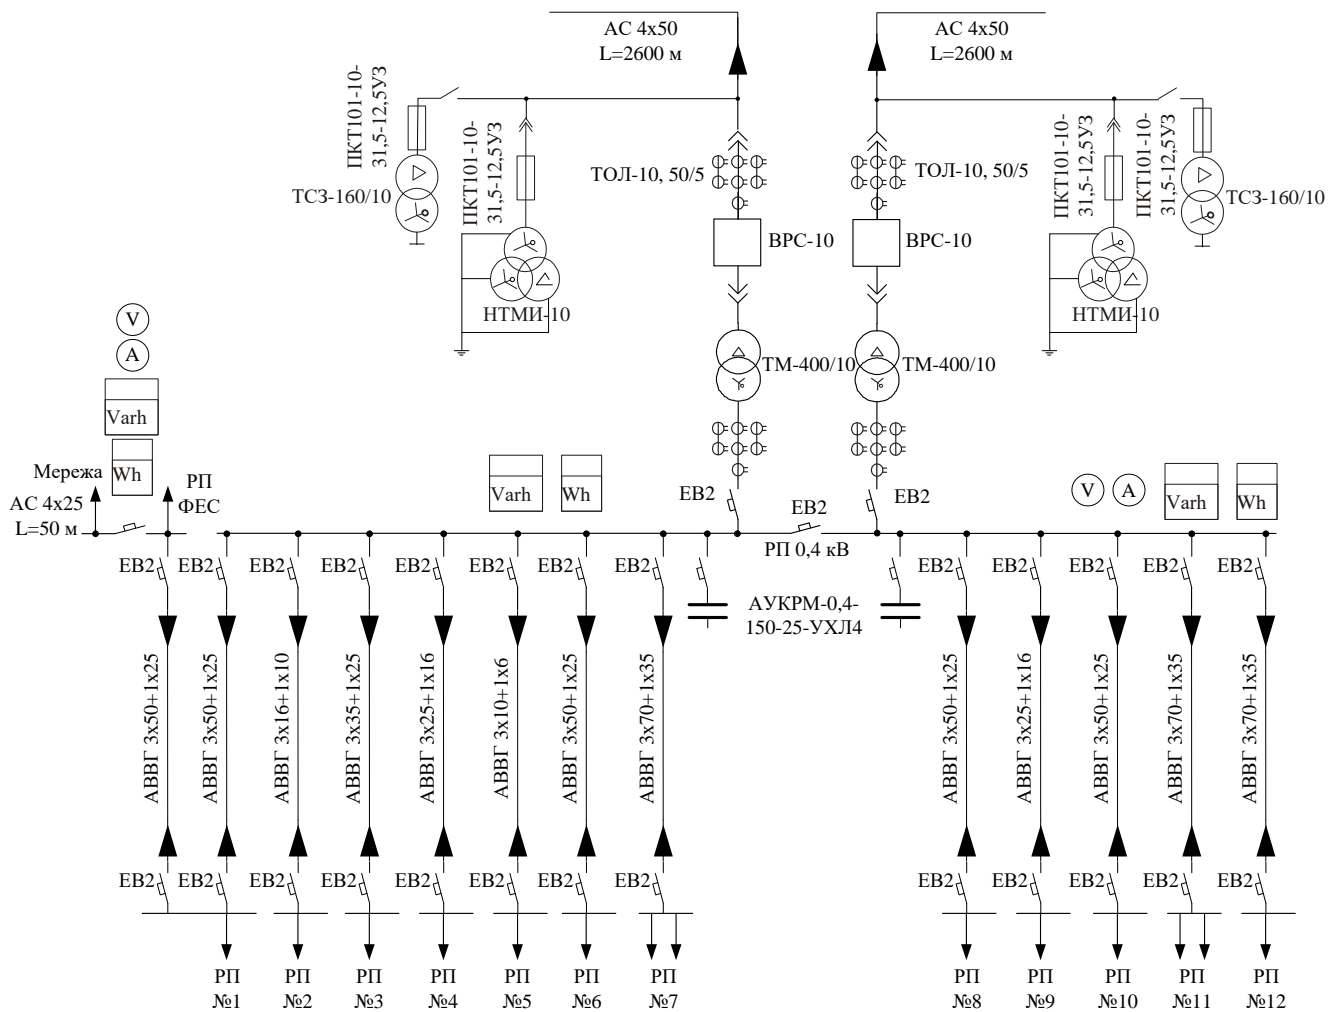 АС 4х50
L=2600 м
АС 4х50
L=2600 м
ПКТ101-10-
31,5-12,5УЗ
ПКТ101-10-
31,5-12,5УЗ
ТСЗ-160/10
ТОЛ-10, 50/5
ТОЛ-10, 50/5
ПКТ101-10-
31,5-12,5УЗ
ПКТ101-10-
31,5-12,5УЗ
ТСЗ-160/10
ВРС-10
ВРС-10
НТМИ-10
НТМИ-10
ТМ-400/10
ТМ-400/10
V
A
Varh
Wh
Мережа
АС 4х25
L=50 м
РП
ФЕС
Varh
Wh
ЕВ2
ЕВ2
ЕВ2
V
A
Varh
Wh
РП 0,4 кВ
ЕВ2
ЕВ2
ЕВ2
ЕВ2
ЕВ2
ЕВ2
ЕВ2
ЕВ2
ЕВ2
ЕВ2
ЕВ2
ЕВ2
ЕВ2
АУКРМ-0,4-
150-25-УХЛ4
АВВГ 3х50+1х25
АВВГ 3х50+1х25
АВВГ 3х16+1х10
АВВГ 3х35+1х25
АВВГ 3х25+1х16
АВВГ 3х10+1х6
АВВГ 3х50+1х25
АВВГ 3х70+1х35
АВВГ 3х50+1х25
АВВГ 3х25+1х16
АВВГ 3х50+1х25
АВВГ 3х70+1х35
АВВГ 3х70+1х35
ЕВ2
ЕВ2
ЕВ2
ЕВ2
ЕВ2
ЕВ2
ЕВ2
ЕВ2
ЕВ2
ЕВ2
ЕВ2
ЕВ2
ЕВ2
РП
№1
РП
№2
РП
№3
РП
№4
РП
№5
РП
№6
РП
№7
РП
№8
РП
№9
РП
№10
РП
№11
РП
№12